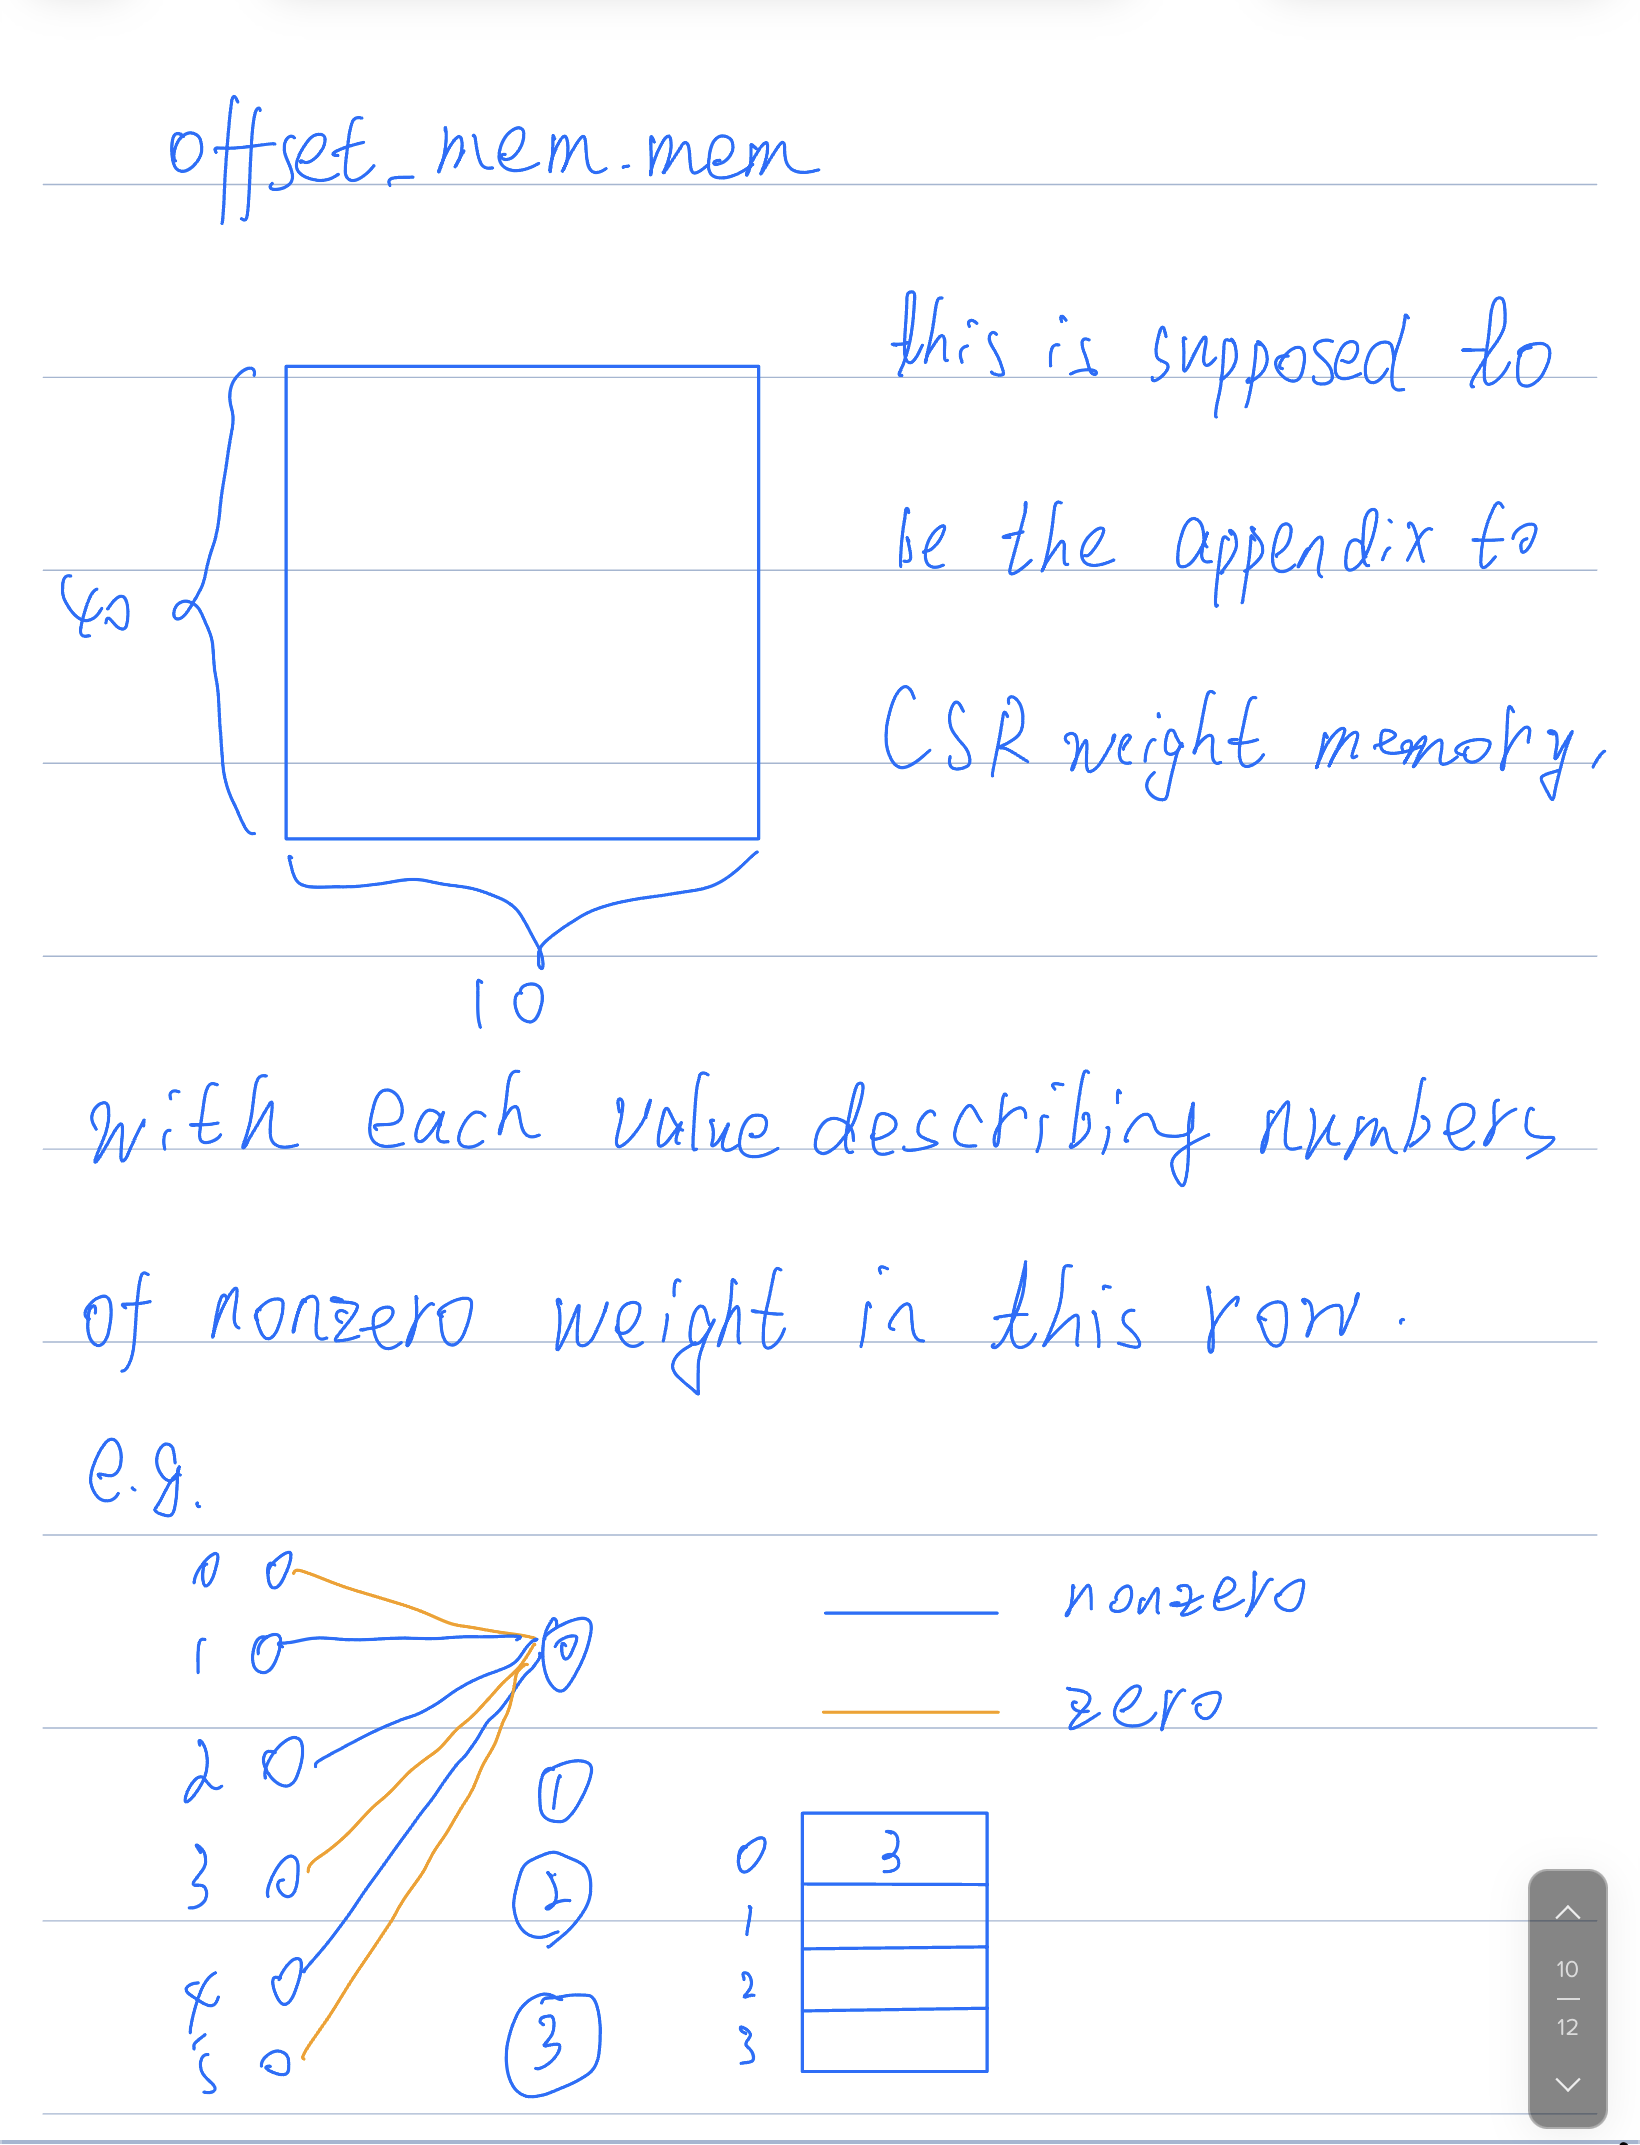 offset_mem.mem
this is supposed to
be the appendix to
CSR weight memory,
40
10
with each value describing numbers
of nonzero weight in this row.
e.g.
0
1
2
3
4
5
0
1
2
3
nonzero
zero
0 3
1
2
3
10
12